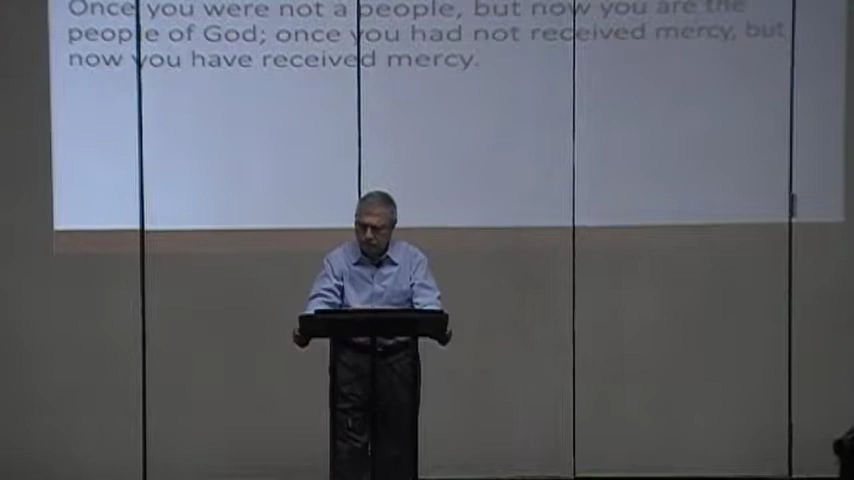 Once you were not a people, but now you are the
people of God; once you had not received mercy, but
now you have received mercy.